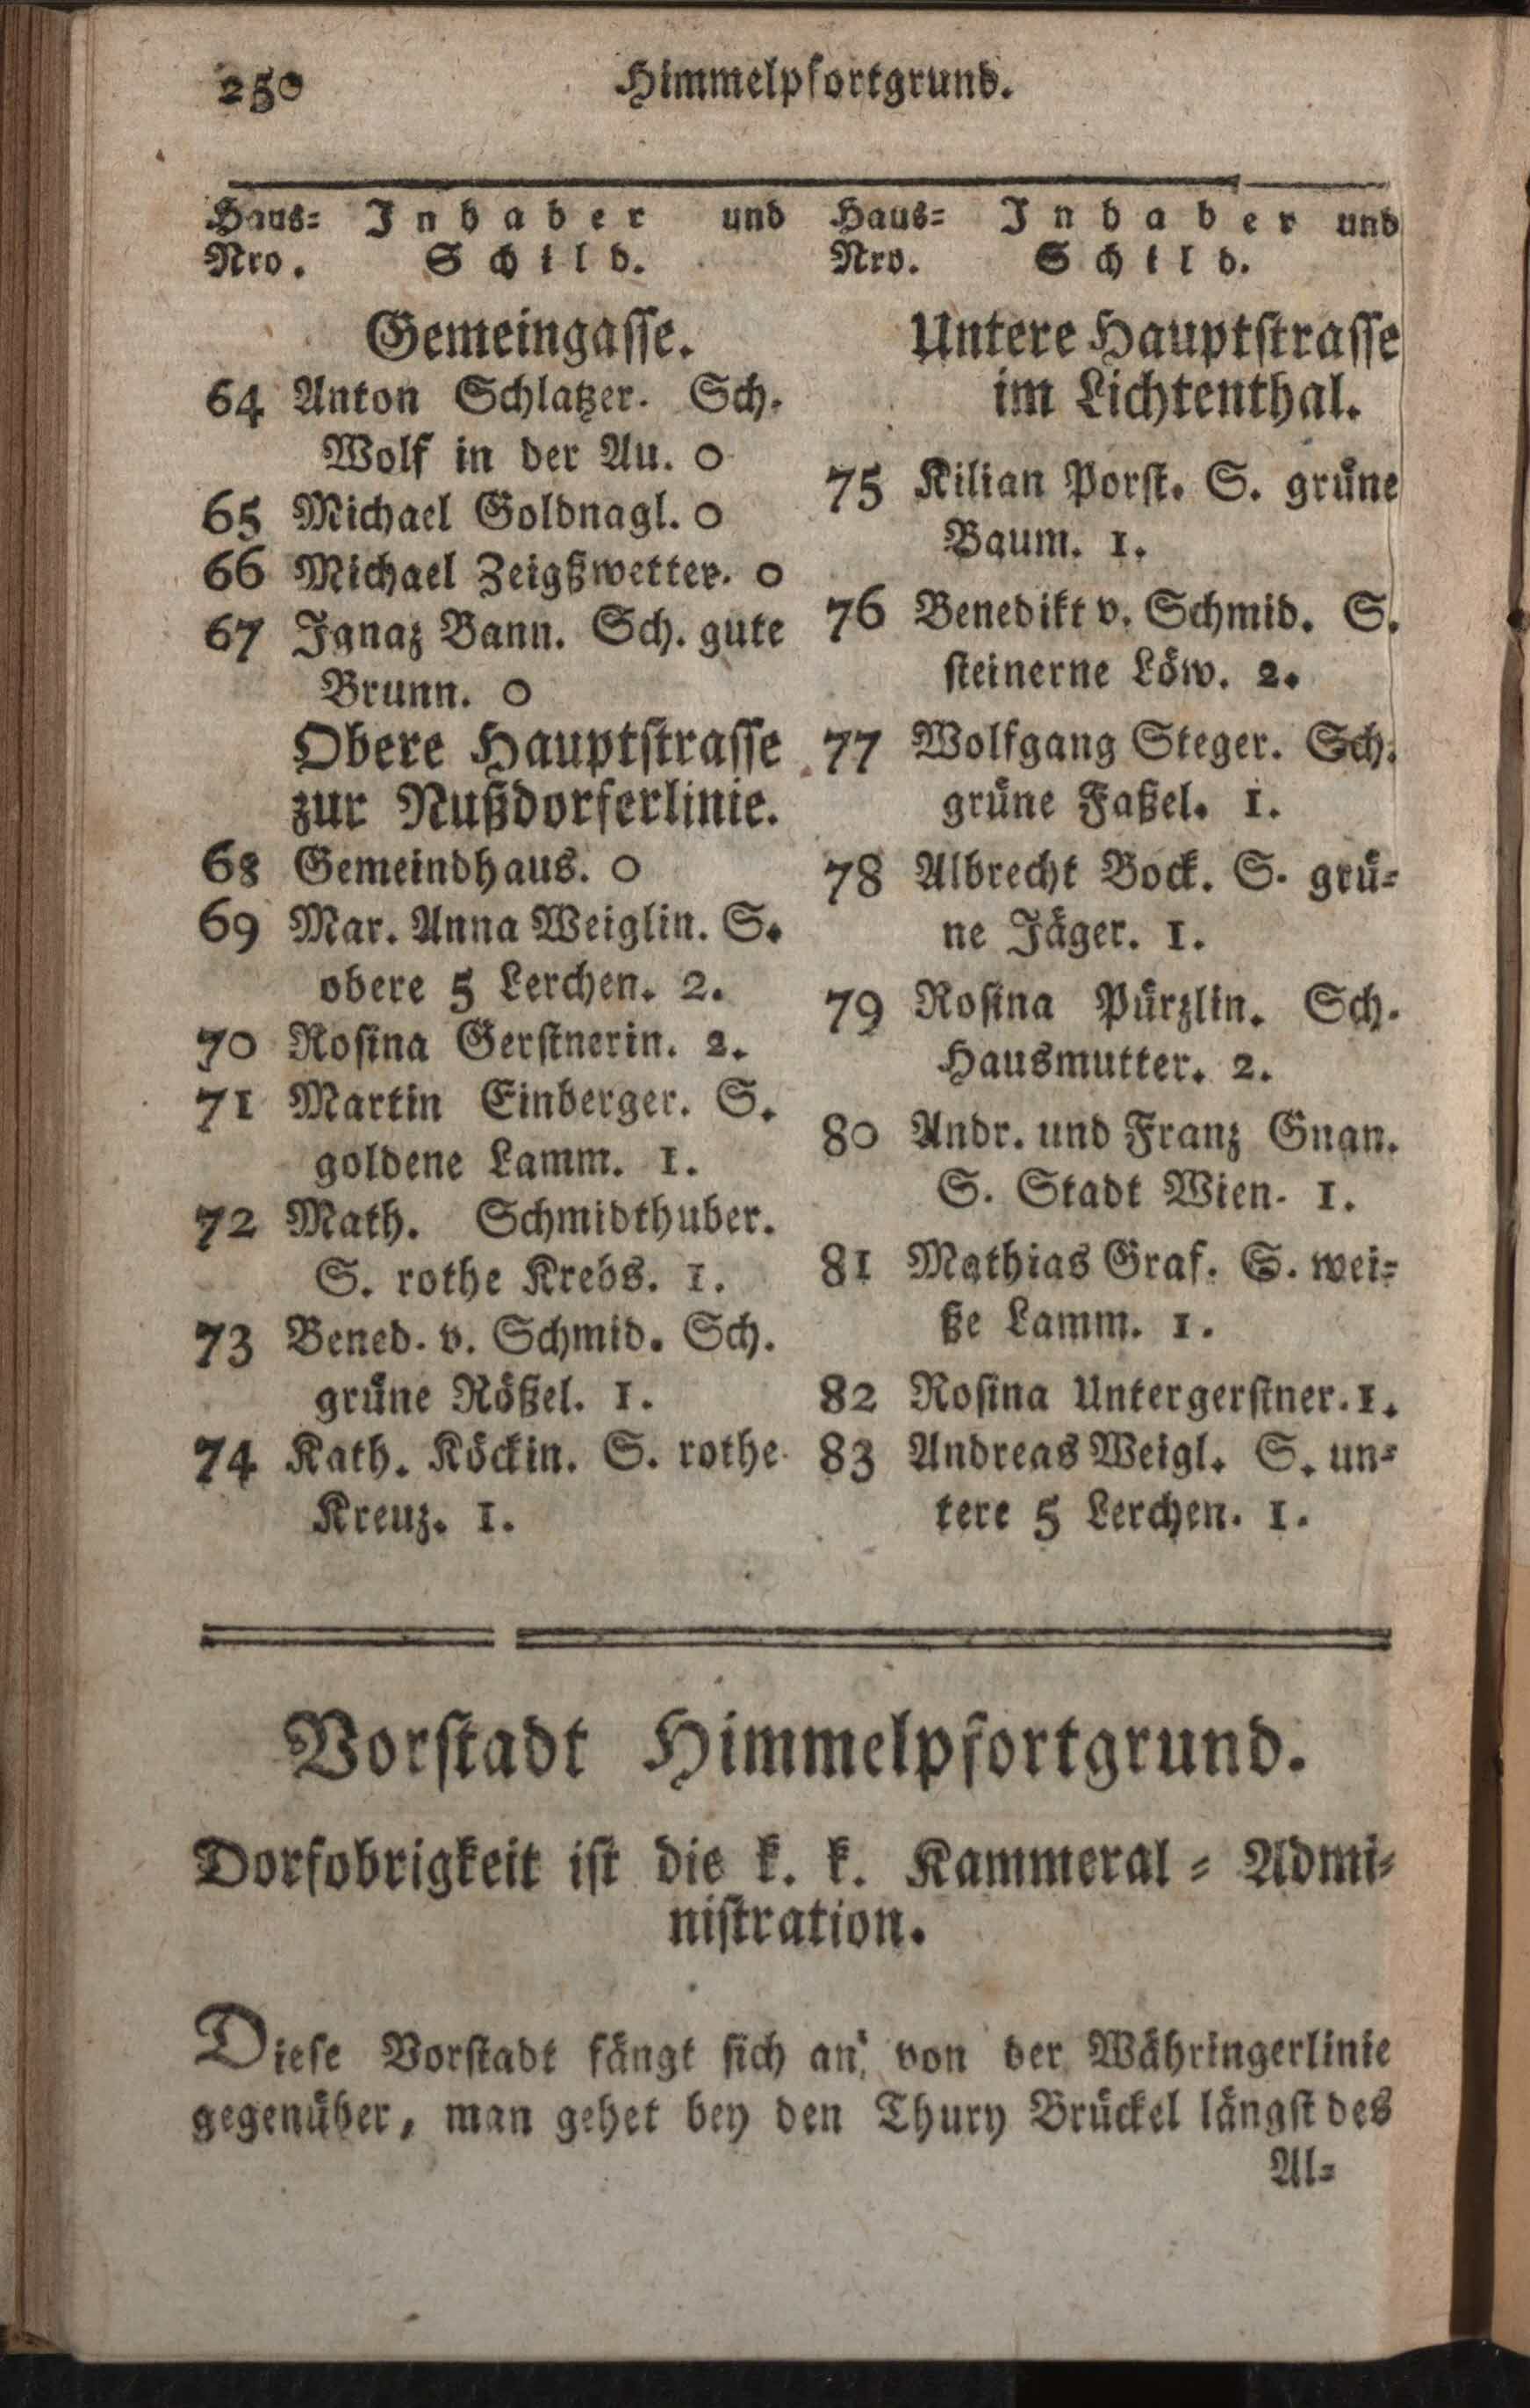 250 Himmelpfortgrund.
Haus= Inhaber und
Nro. Schild.
Gemeingasse.
64 Anton Schlatzer. Sch.
Wolf in der Au. 0
65 Michael Goldnagl. 0
66 Michael Zeigßwetter. 0
67 Ignaz Bann. Sch. gute
Brunn. 0
Obere Hauptstrasse
zur Nußdorferlinie.
68 Gemeindhaus. 0
69 Mar. Anna Weiglin. S.
obere 5 Lerchen. 2.
70 Rosina Gerstnerin. 2.
71 Martin Einberger. S.
goldene Lamm. 1.
72 Math. Schmidthuber.
S. rothe Krebs. 1.
73 Bened. v. Schmid. Sch.
grüne Rößel. 1.
74 Kath. Köckin. S. rothe
Kreuz. 1.
Haus= Inhaber und
Nro. Schild.
Untere Hauptstrasse
im Lichtenthal.
75 Kilian Porst. S. grüne
Baum. 1.
76 Benedikt v. Schmid. S.
steinerne Löw. 2.
77 Wolfgang Steger. Sch.
grüne Faßel. 1.
78 Albrecht Bock. S. grü=
ne Jäger. 1.
79 Rosina Pürzlin. Sch.
Hausmutter. 2.
80 Andr. und Franz Gnan.
S. Stadt Wien. 1.
81 Mathias Graf. S. wei=
ße Lamm. 1.
82 Rosina Untergerstner. 1.
83 Andreas Weigl. S. un=
tere 5 Lerchen. 1.
Vorstadt Himmelpfortgrund.
Dorfobrigkeit ist die k. k. Kammeral = Admi=
nistration.
Diese Vorstadt fängt sich an, von der Währingerlinie
gegenüber, man gehet bey den Thury Brückel längst des
Al=